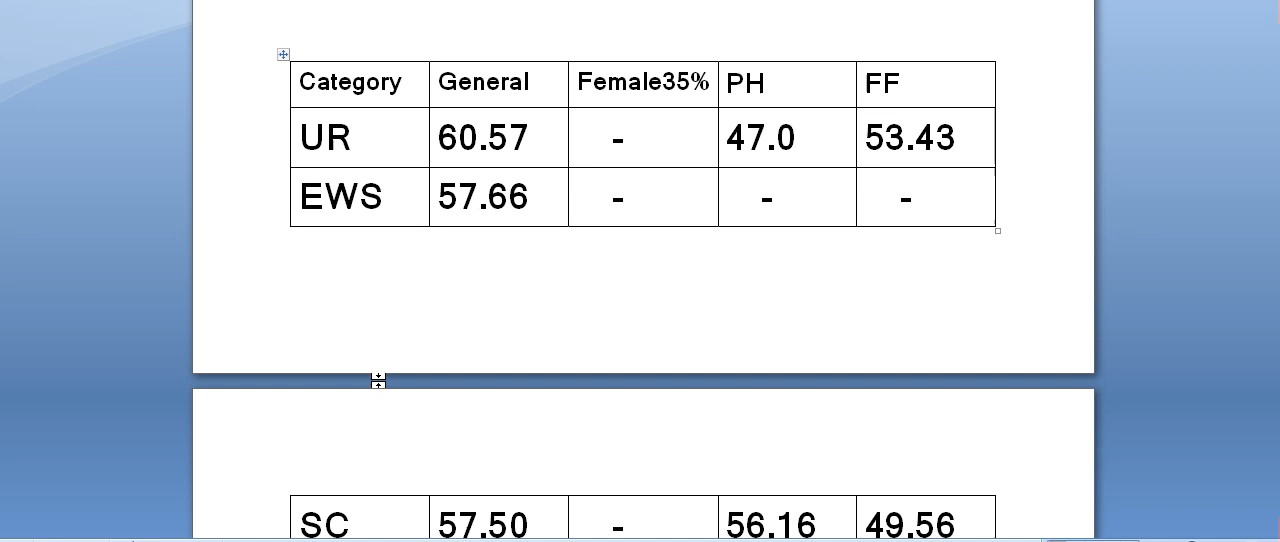 Category General Female35% PH FF
UR 60.57 - 47.0 53.43
EWS 57.66 - - -
SC 57.50 - 56.16 49.56